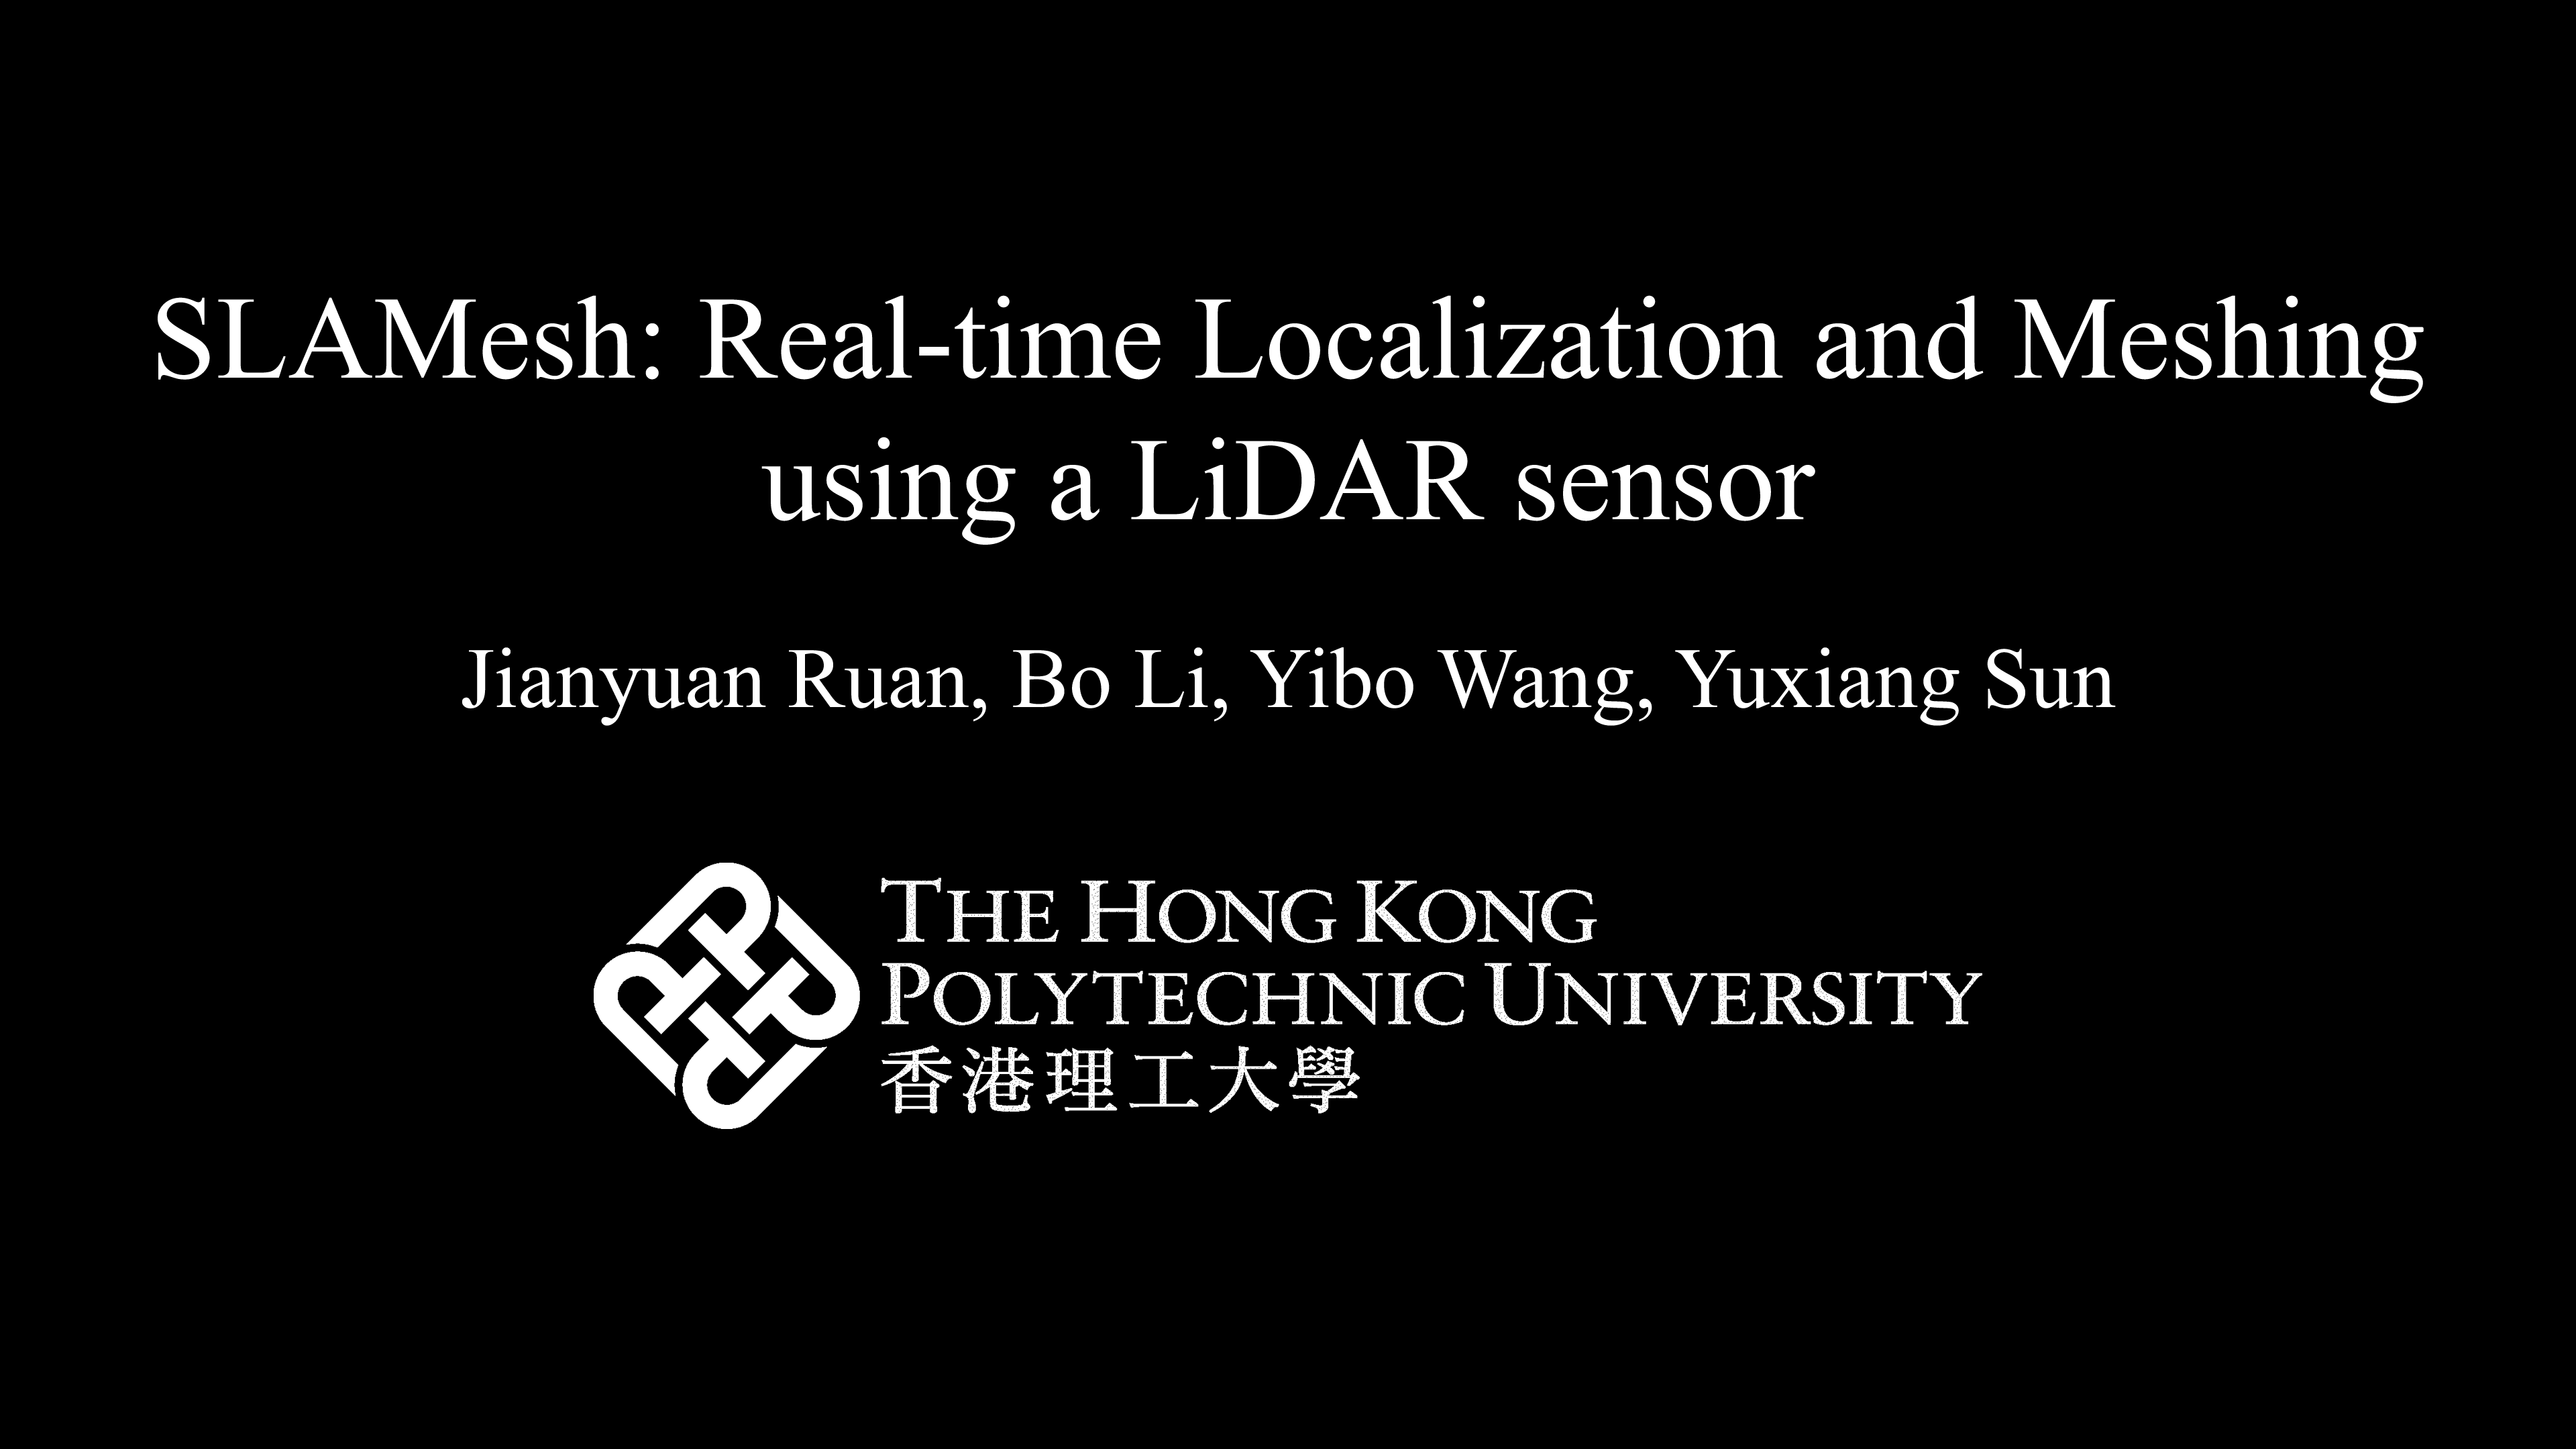 SLAMesh: Real-time Localization and Meshing
using a LiDAR sensor
Jianyuan Ruan, Bo Li, Yibo Wang, Yuxiang Sun
THE HONG KONG
POLYTECHNIC UNIVERSITY
香港理工大學